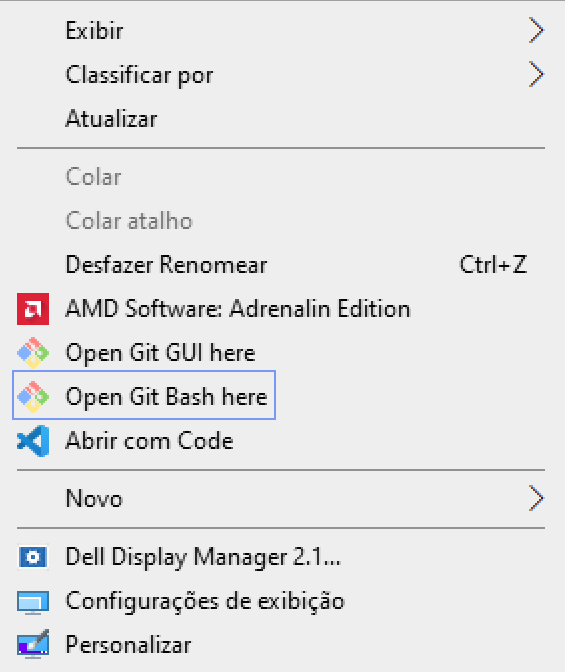 Exibir
Classificar por
Atualizar
Colar
Colar atalho
Desfazer Renomear Ctrl+Z
AMD Software: Adrenalin Edition
Open Git GUI here
Open Git Bash here
Abrir com Code
Novo
Dell Display Manager 2.1...
Configurações de exibição
Personalizar